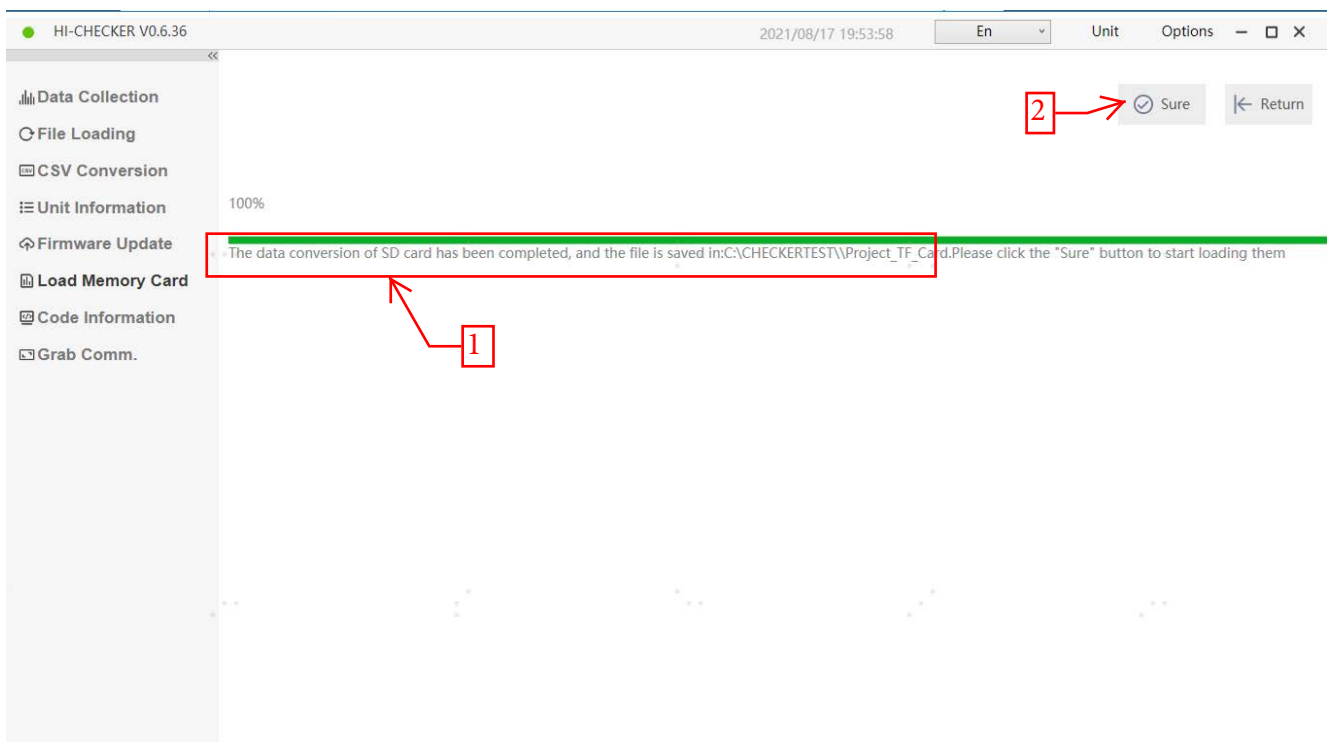 HI-CHECKER V0.6.36 2021/08/17 19:53:58 En Unit Options
Data Collection
2 Sure Return
File Loading
CSV Conversion
Unit Information
100%
Firmware Update
The data conversion of SD card has been completed, and the file is saved in:C:\CHECKERTEST\\Project_TF_Card.Please click the "Sure" button to start loading them
Load Memory Card
Code Information
1
Grab Comm.